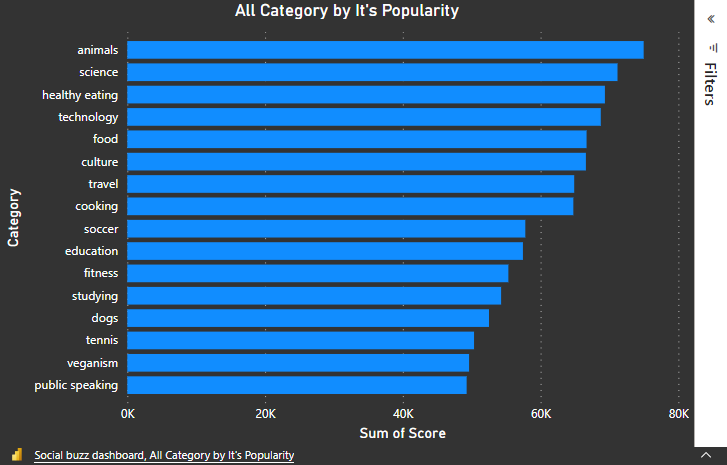 All Category by It's Popularity
Filters
Category
animals
science
healthy eating
technology
food
culture
travel
cooking
soccer
education
fitness
studying
dogs
tennis
veganism
public speaking
0K 20K 40K 60K 80K
Sum of Score
Social buzz dashboard, All Category by It's Popularity